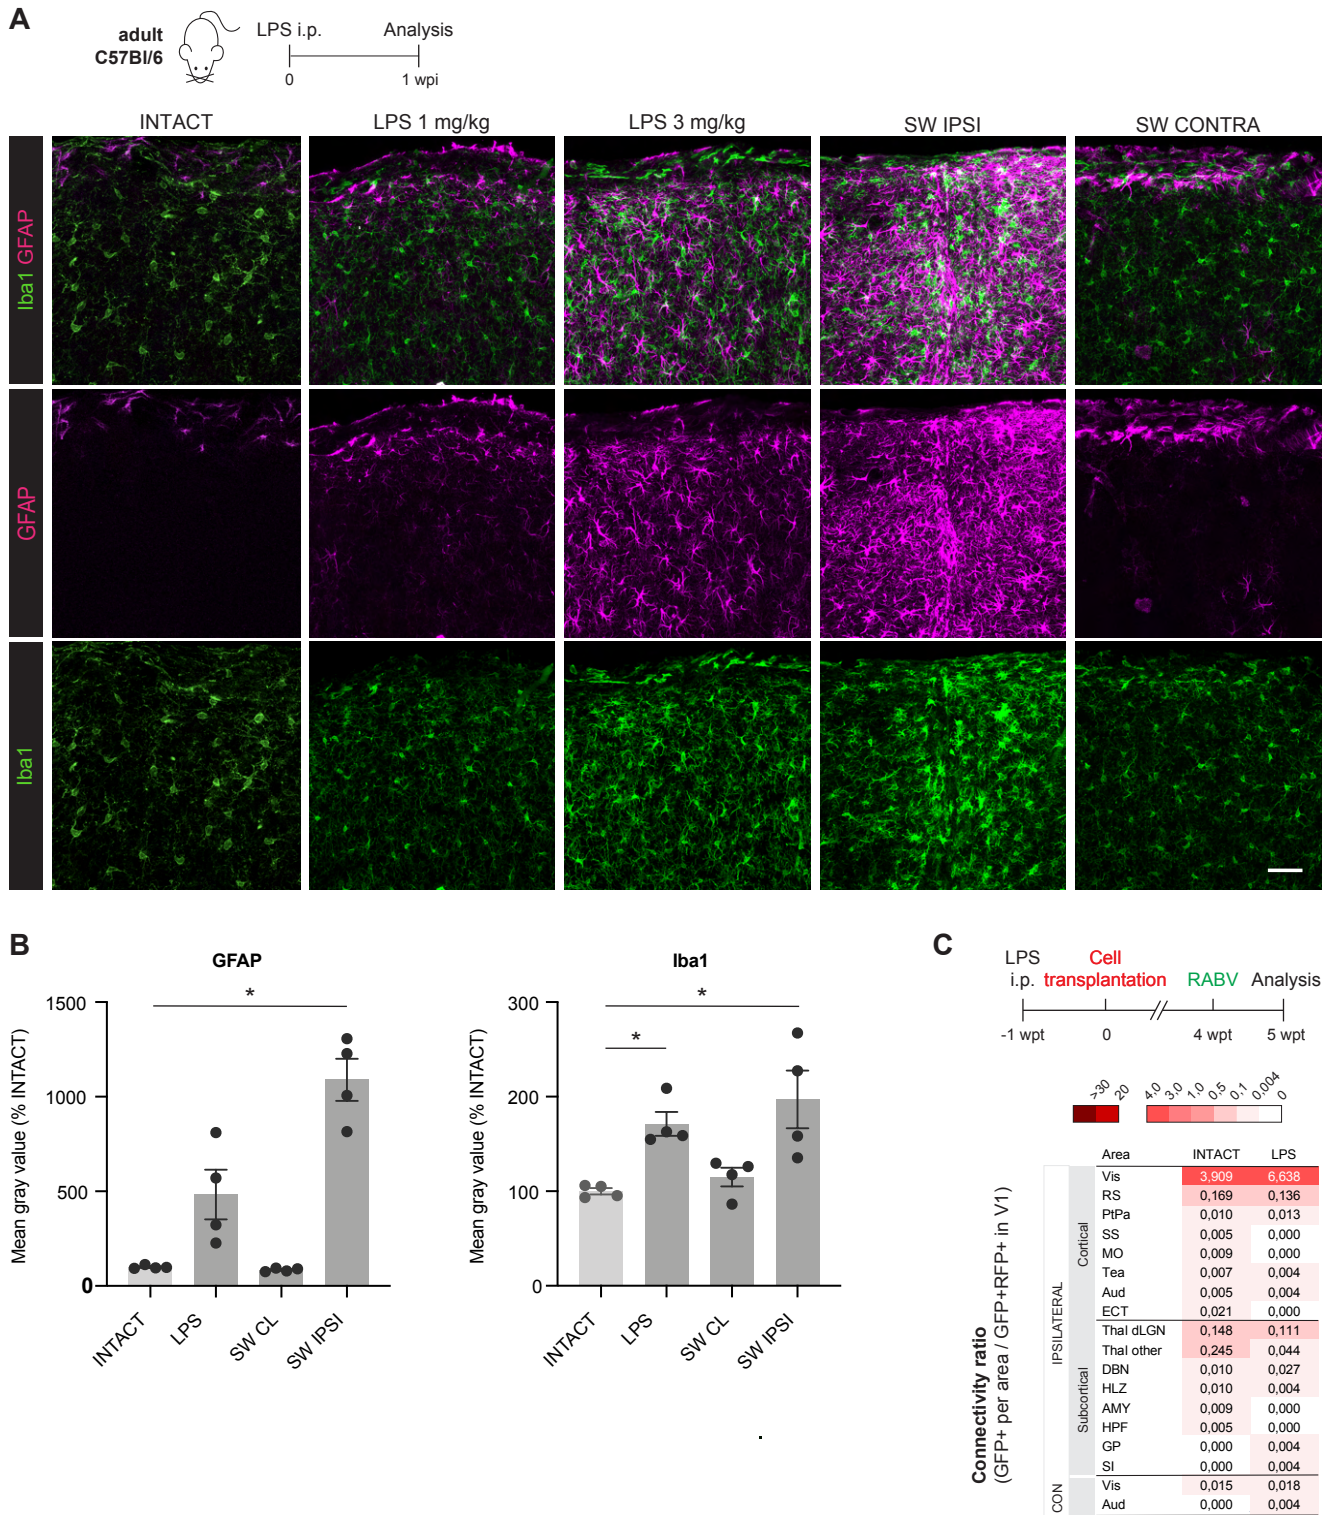 A
adult
C57Bl/6
LPS i.p.
Analysis
0
1 wpi
INTACT
LPS 1 mg/kg
LPS 3 mg/kg
SW IPSI
SW CONTRA
Iba1 GFAP
GFAP
Iba1
B
GFAP
Mean gray value (% INTACT)
1500
1000
500
0
*
INTACT
LPS
SW CL
SW IPSI
Iba1
Mean gray value (% INTACT)
300
200
100
0
*
*
INTACT
LPS
SW CL
SW IPSI
C
LPS
i.p.
Cell
transplantation
RABV
Analysis
-1 wpt
0
4 wpt
5 wpt
>30
20
4,0
3,0
1,0
0,5
0,1
0,004
0
Connectivity ratio
(GFP+ per area / GFP+RFP+ in V1)
IPSILATERAL
CON
Cortical
Subcortical
Area INTACT LPS
Vis 3,909 6,638
RS 0,169 0,136
PtPa 0,010 0,013
SS 0,005 0,000
MO 0,009 0,000
Tea 0,007 0,004
Aud 0,005 0,004
ECT 0,021 0,000
Thal dLGN 0,148 0,111
Thal other 0,245 0,044
DBN 0,010 0,027
HLZ 0,010 0,004
AMY 0,009 0,000
HPF 0,005 0,000
GP 0,000 0,004
SI 0,000 0,004
Vis 0,015 0,018
Aud 0,000 0,004